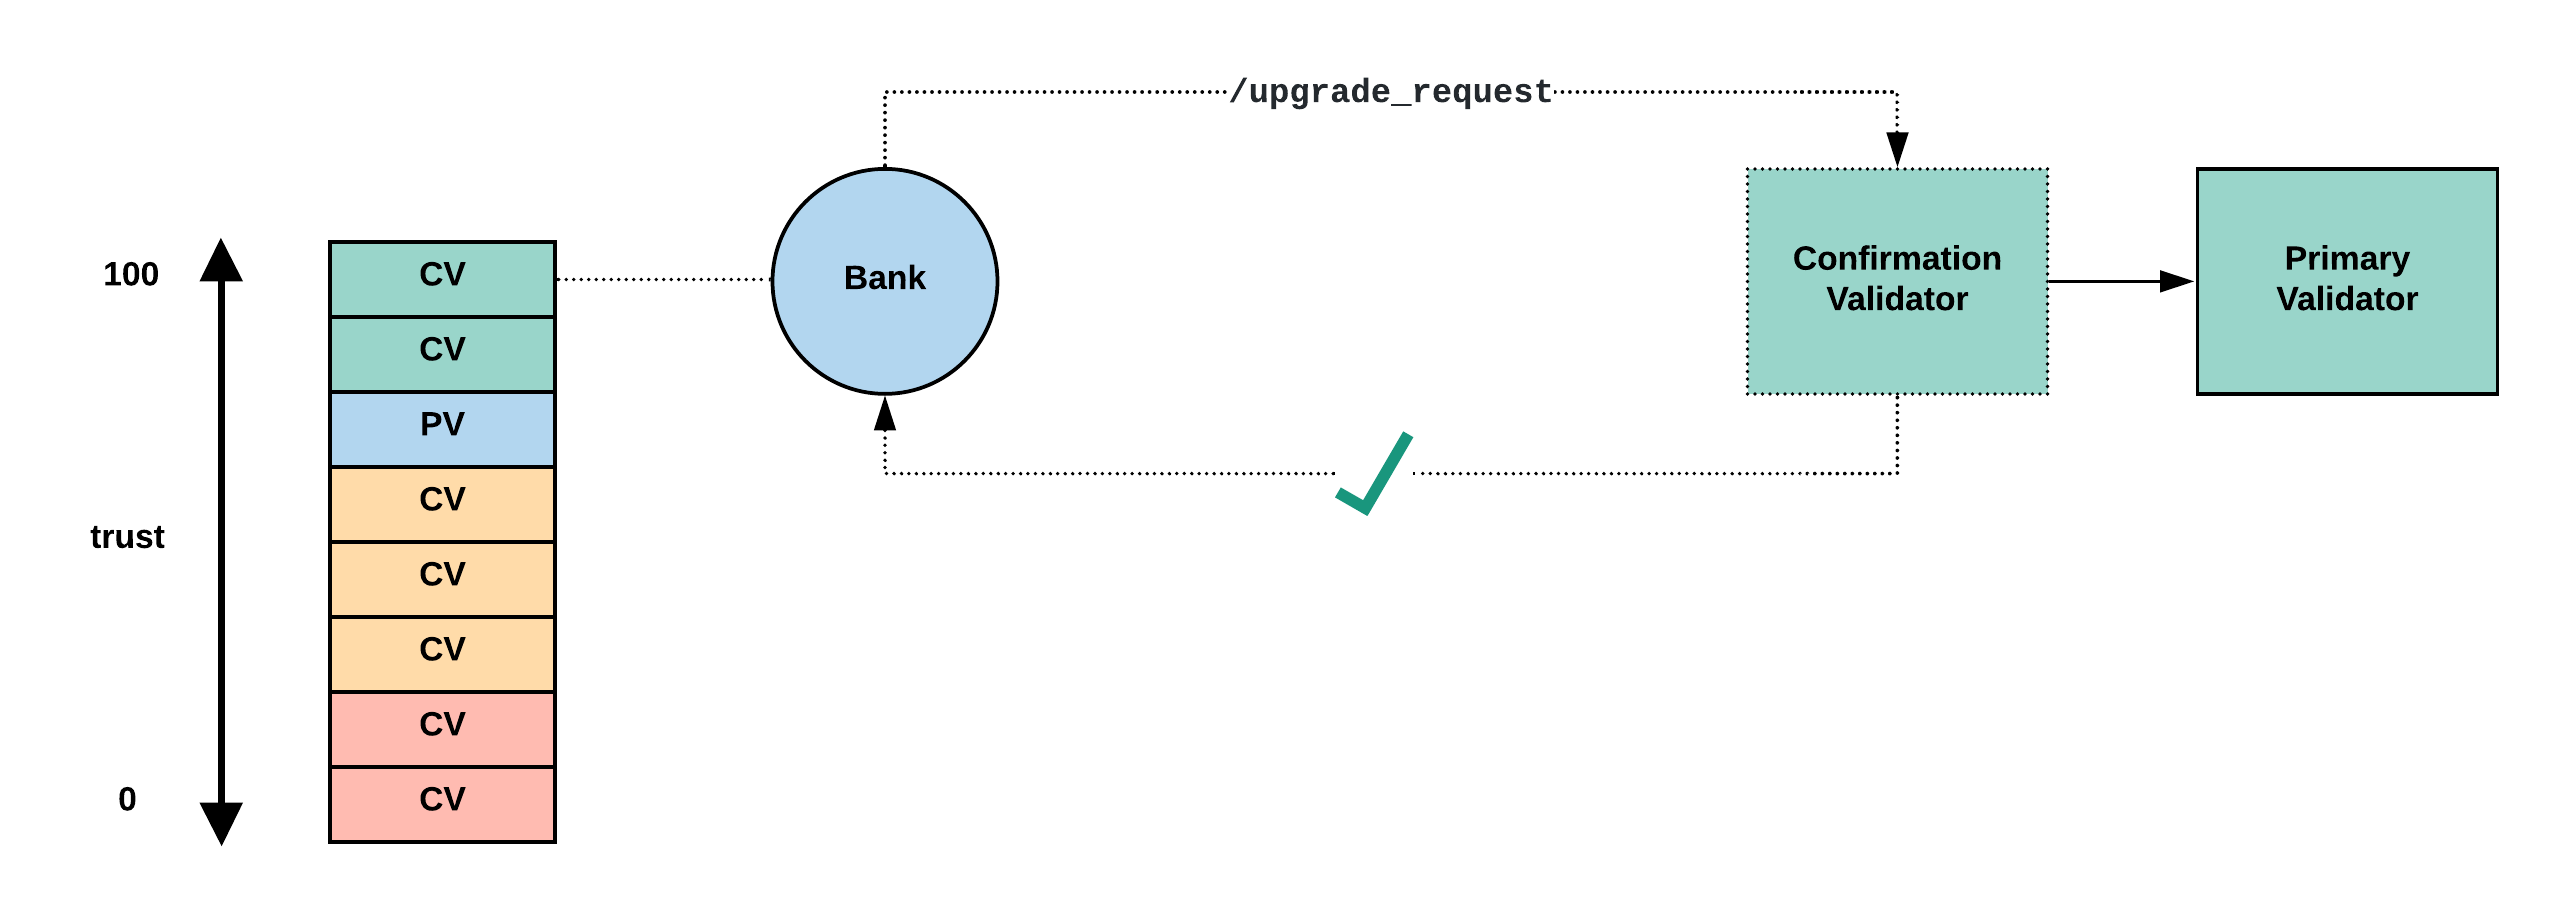 /upgrade_request
100
trust
0
CV
CV
PV
CV
CV
CV
CV
CV
Bank
Confirmation
Validator
Primary
Validator